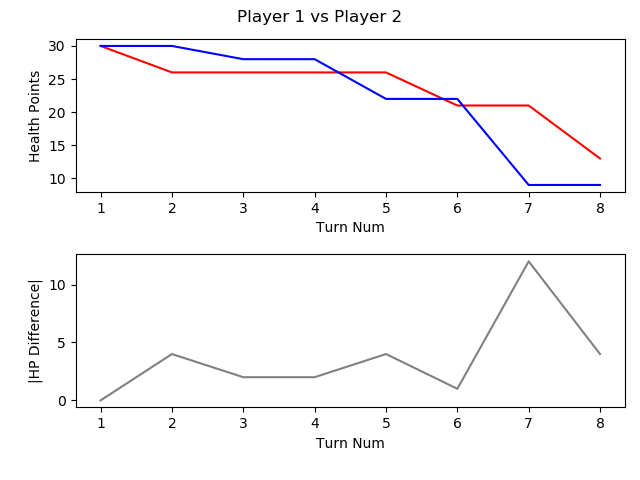 Player 1 vs Player 2
30
25
20
15
10
Health Points
1 2 3 4 5 6 7 8
Turn Num
10
5
0
|HP Difference|
1 2 3 4 5 6 7 8
Turn Num